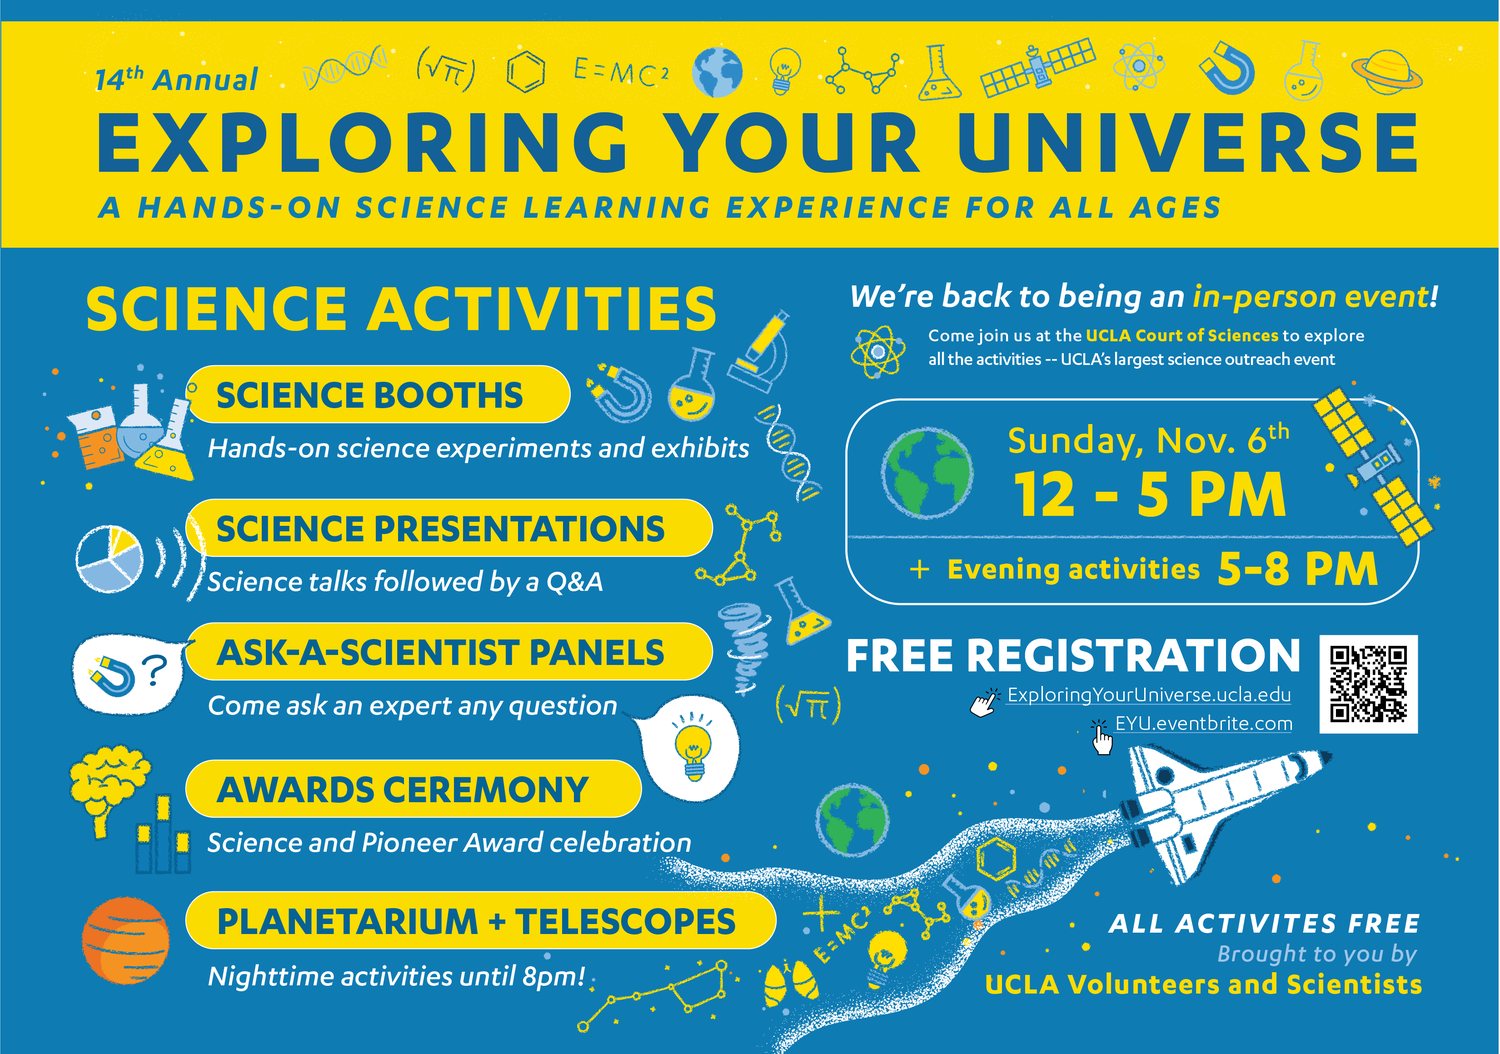 14th Annual
(√π)
E=MC2
EXPLORING YOUR UNIVERSE
A HANDS-ON SCIENCE LEARNING EXPERIENCE FOR ALL AGES
SCIENCE ACTIVITIES
SCIENCE BOOTHS
Hands-on science experiments and exhibits
SCIENCE PRESENTATIONS
Science talks followed by a Q&A
ASK-A-SCIENTIST PANELS
?
Come ask an expert any question
(√π)
AWARDS CEREMONY
Science and Pioneer Award celebration
PLANETARIUM + TELESCOPES
Nighttime activities until 8pm!
We're back to being an in-person event!
Come join us at the UCLA Court of Sciences to explore
all the activities -- UCLA's largest science outreach event
Sunday, Nov. 6th
12 - 5 PM
+ Evening activities 5-8 PM
FREE REGISTRATION
ExploringYourUniverse.ucla.edu
EYU.eventbrite.com
+
E=MC2
ALL ACTIVITES FREE
Brought to you by
UCLA Volunteers and Scientists